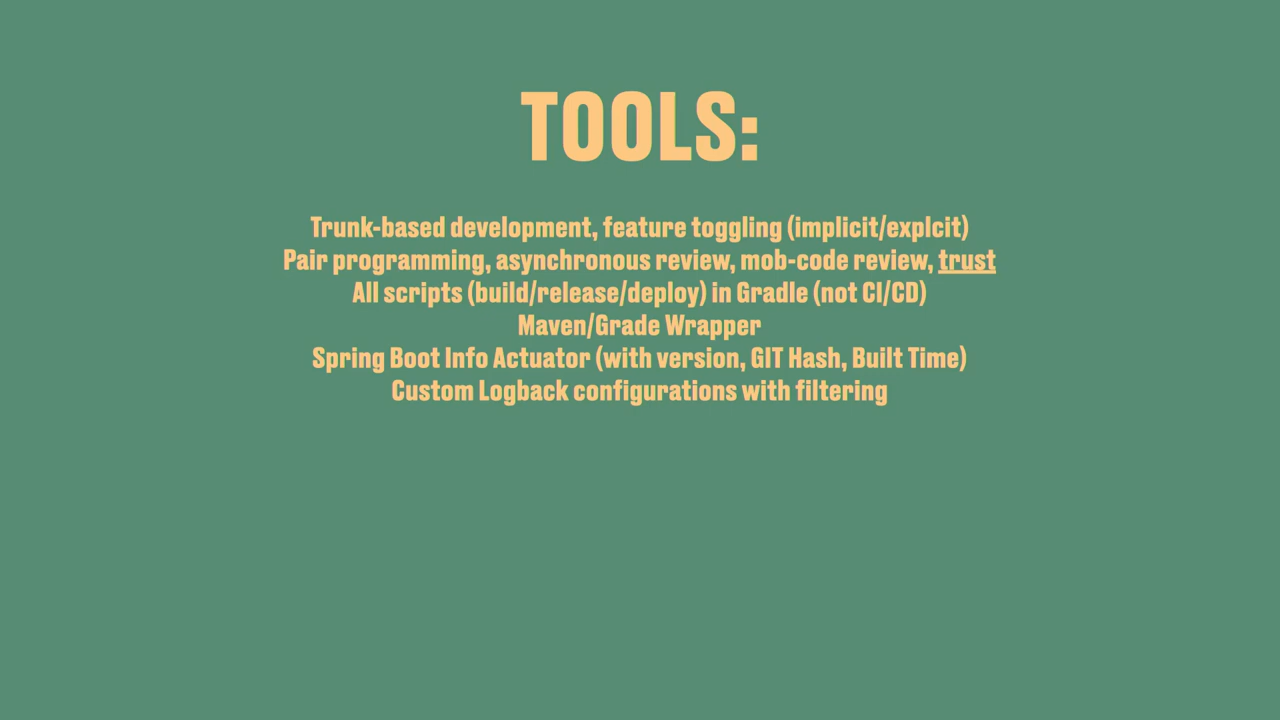 TOOLS:
Trunk-based development, feature toggling (implicit/explcit)
Pair programming, asynchronous review, mob-code review, trust
All scripts (build/release/deploy) in Gradle (not CI/CD)
Maven/Grade Wrapper
Spring Boot Info Actuator (with version, GIT Hash, Built Time)
Custom Logback configurations with filtering